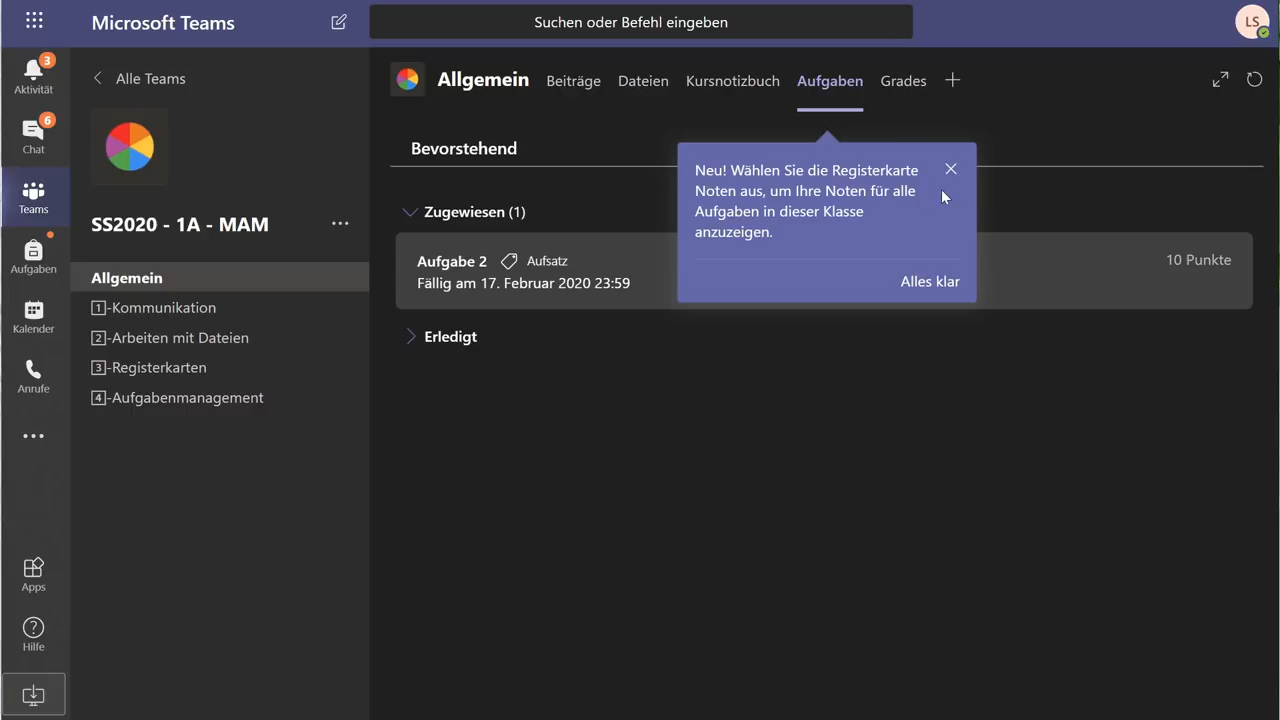 Microsoft Teams
Suchen oder Befehl eingeben
LS
3
Aktivität
6
Chat
Teams
Aufgaben
Kalender
Anrufe
Apps
Hilfe
Alle Teams
SS2020 - 1A - MAM
Allgemein
1-Kommunikation
2-Arbeiten mit Dateien
3-Registerkarten
4-Aufgabenmanagement
Allgemein Beiträge Dateien Kursnotizbuch Aufgaben Grades
Bevorstehend
Zugewiesen (1)
Aufgabe 2 Aufsatz
Fällig am 17. Februar 2020 23:59
10 Punkte
Erledigt
Neu! Wählen Sie die Registerkarte
Noten aus, um Ihre Noten für alle
Aufgaben in dieser Klasse
anzuzeigen.
Alles klar